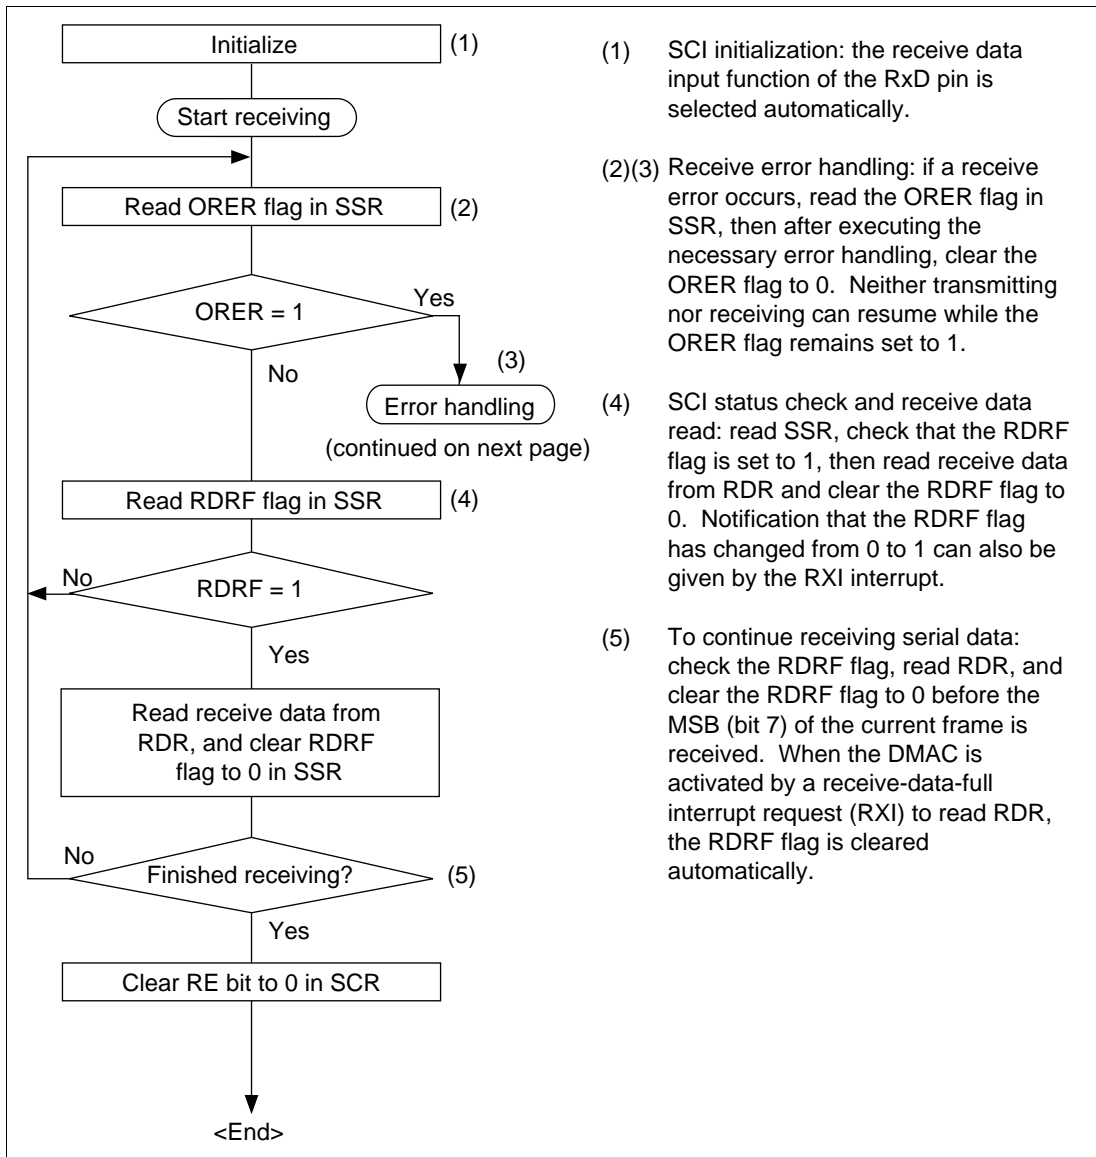 Initialize
(1)
Start receiving
Read ORER flag in SSR
(2)
ORER = 1
Yes
No
(3)
Error handling
(continued on next page)
Read RDRF flag in SSR
(4)
RDRF = 1
No
Yes
Read receive data from
RDR, and clear RDRF
flag to 0 in SSR
Finished receiving?
(5)
No
Yes
Clear RE bit to 0 in SCR
<End>
(1) SCI initialization: the receive data
input function of the RxD pin is
selected automatically.
(2)(3) Receive error handling: if a receive
error occurs, read the ORER flag in
SSR, then after executing the
necessary error handling, clear the
ORER flag to 0. Neither transmitting
nor receiving can resume while the
ORER flag remains set to 1.
(4) SCI status check and receive data
read: read SSR, check that the RDRF
flag is set to 1, then read receive data
from RDR and clear the RDRF flag to
0. Notification that the RDRF flag
has changed from 0 to 1 can also be
given by the RXI interrupt.
(5) To continue receiving serial data:
check the RDRF flag, read RDR, and
clear the RDRF flag to 0 before the
MSB (bit 7) of the current frame is
received. When the DMAC is
activated by a receive-data-full
interrupt request (RXI) to read RDR,
the RDRF flag is cleared
automatically.